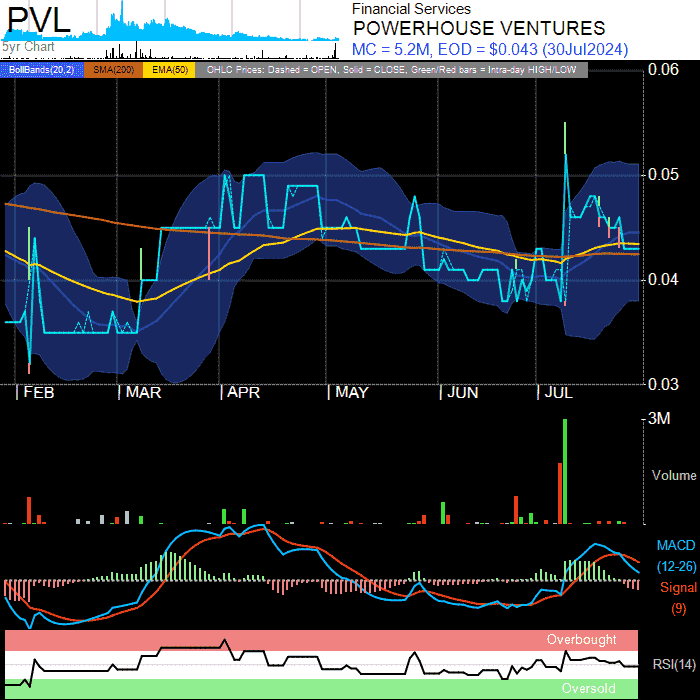 PVL
5yr Chart
Financial Services
POWERHOUSE VENTURES
MC = 5.2M, EOD = $0.043 (30Jul2024)
BollBands(20,2) SMA(200) EMA(50) OHLC Prices: Dashed = OPEN, Solid = CLOSE, Green/Red bars = Intra-day HIGH/LOW
0.06
0.05
0.04
0.03
FEB MAR APR MAY JUN JUL
3M
Volume
MACD
(12-26)
Signal
(9)
Overbought
RSI(14)
Oversold